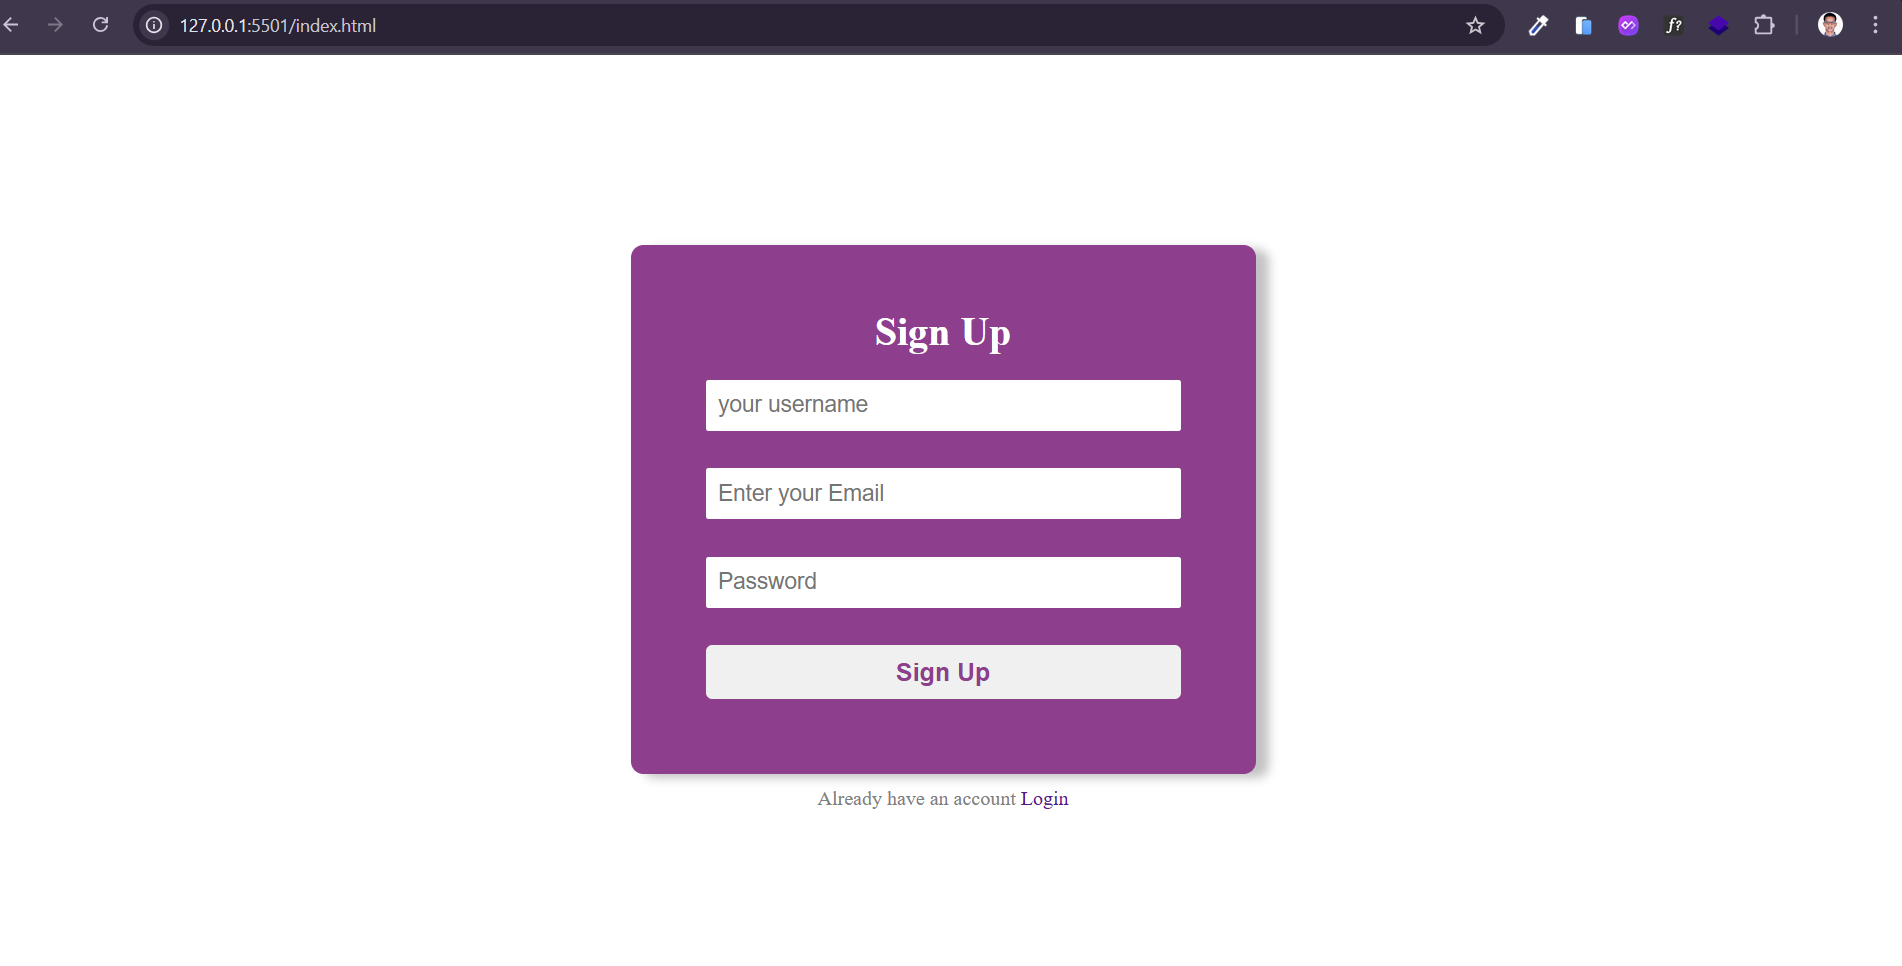 127.0.0.1:5501/index.html
f?
Sign Up
your username
Enter your Email
Password
Sign Up
Already have an account Login